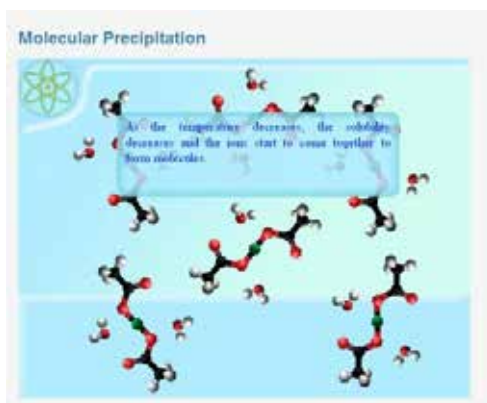 Molecular Precipitation
As the temperature decreases, the solubility
decreases and the ions start to come together to
form molecules.